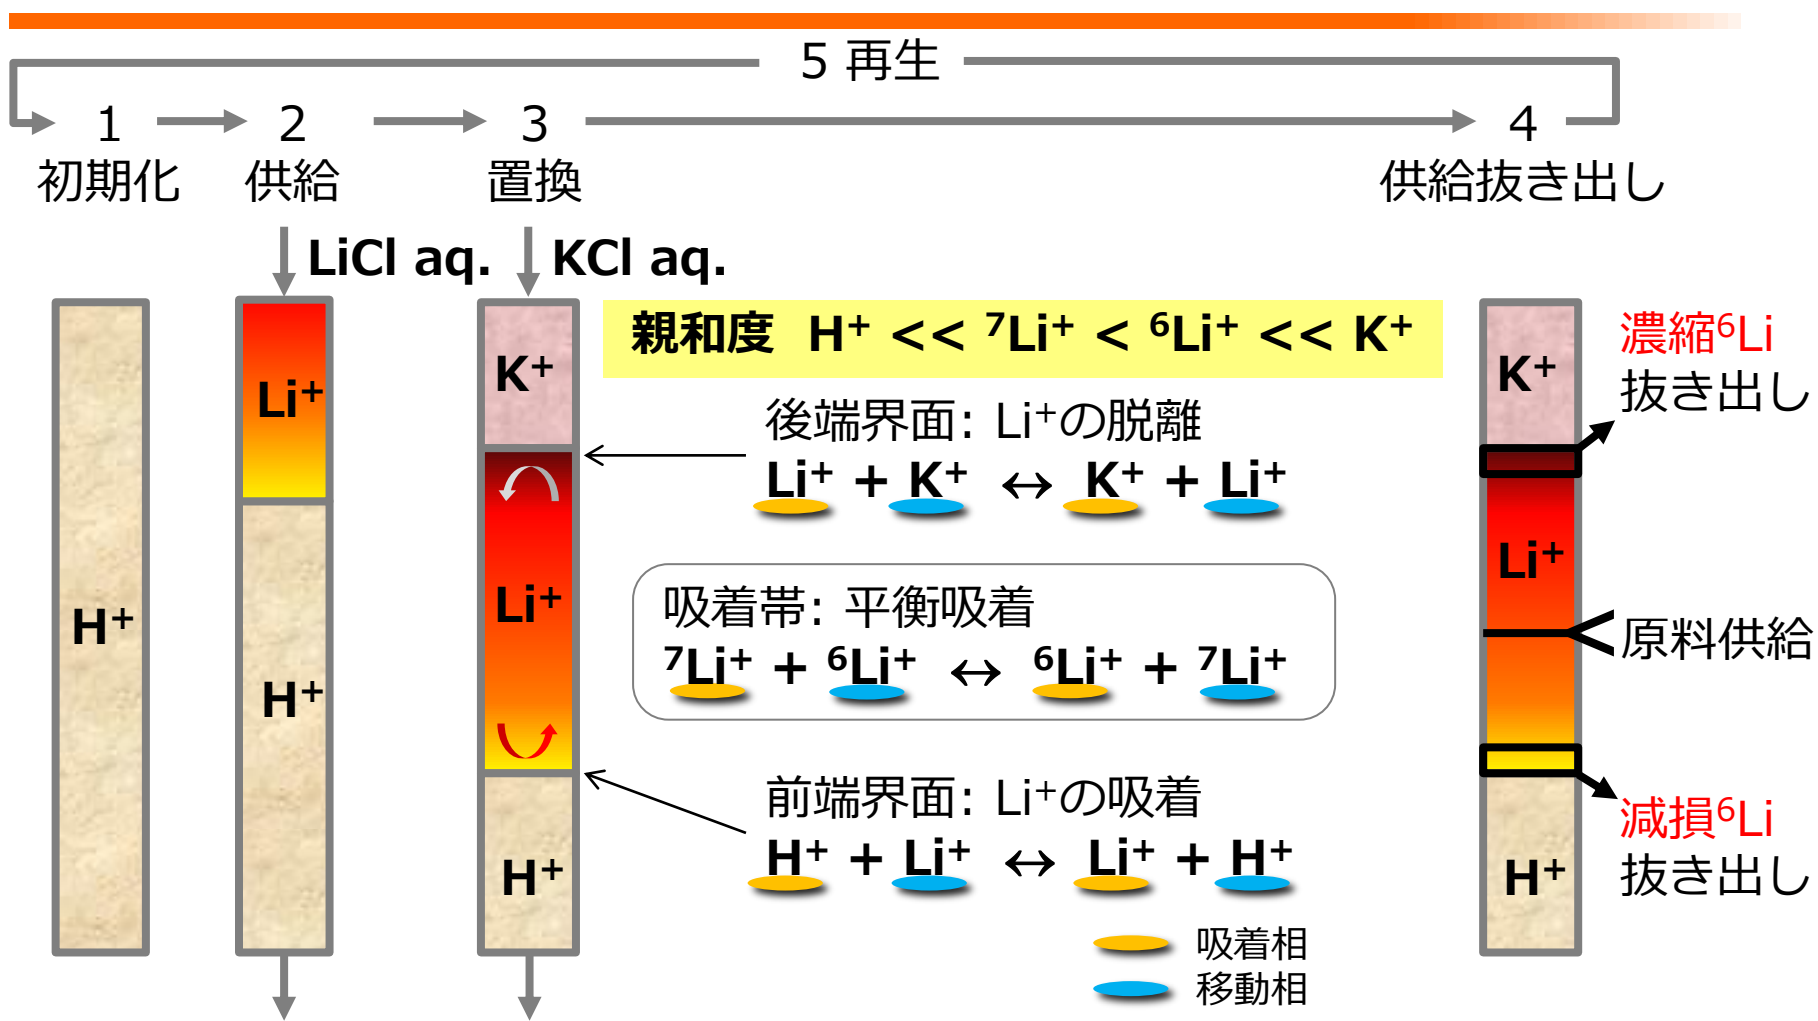 5 再生
1
初期化
2
供給
3
置換
4
供給抜き出し
LiCl aq.
KCl aq.
H⁺
Li⁺
H⁺
K⁺
Li⁺
H⁺
親和度 H⁺ << ⁷Li⁺ < ⁶Li⁺ << K⁺
後端界面: Li⁺の脱離
Li⁺ + K⁺ ↔ K⁺ + Li⁺
吸着帯: 平衡吸着
⁷Li⁺ + ⁶Li⁺ ↔ ⁶Li⁺ + ⁷Li⁺
前端界面: Li⁺の吸着
H⁺ + Li⁺ ↔ Li⁺ + H⁺
吸着相
移動相
K⁺
Li⁺
H⁺
濃縮⁶Li
抜き出し
原料供給
減損⁶Li
抜き出し